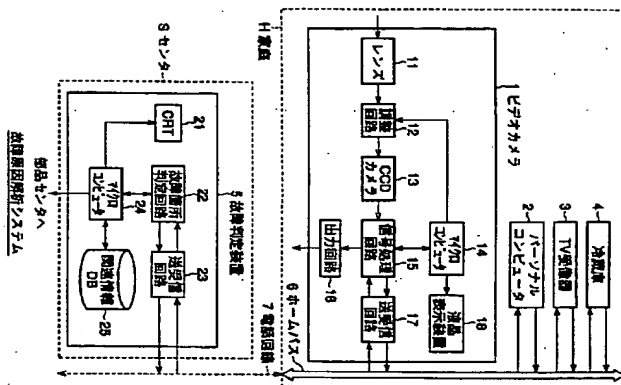 H 家庭
1 ビデオカメラ
11
レンズ
12
調整
回路
13
CCD
カメラ
14
マイクロ
コンピュータ
15
信号処理
回路
16
出力回路
17
送受信
回路
18
液晶
表示装置
2
パーソナル
コンピュータ
3
TV受像器
4
冷蔵庫
6 ホームバス
7 電話回路
S センター
5 故障判定装置
21
CRT
22
故障箇所
判定回路
23
送受信
回路
24
マイクロ
コンピュータ
25
関連情報
DB
部品センタへ
故障原因解析システム